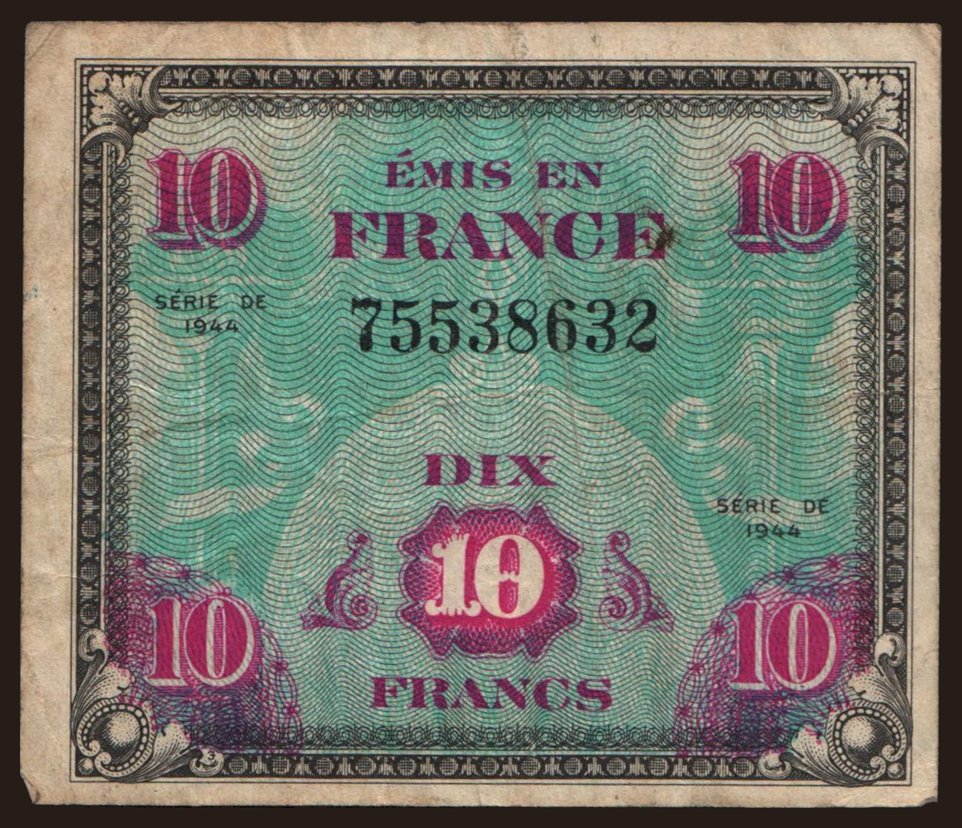 10 ÉMIS EN 10
FRANCE
SÉRIE DE
1944
75538632
DIX
SÉRIE DE
1944
10
10 10
FRANCS